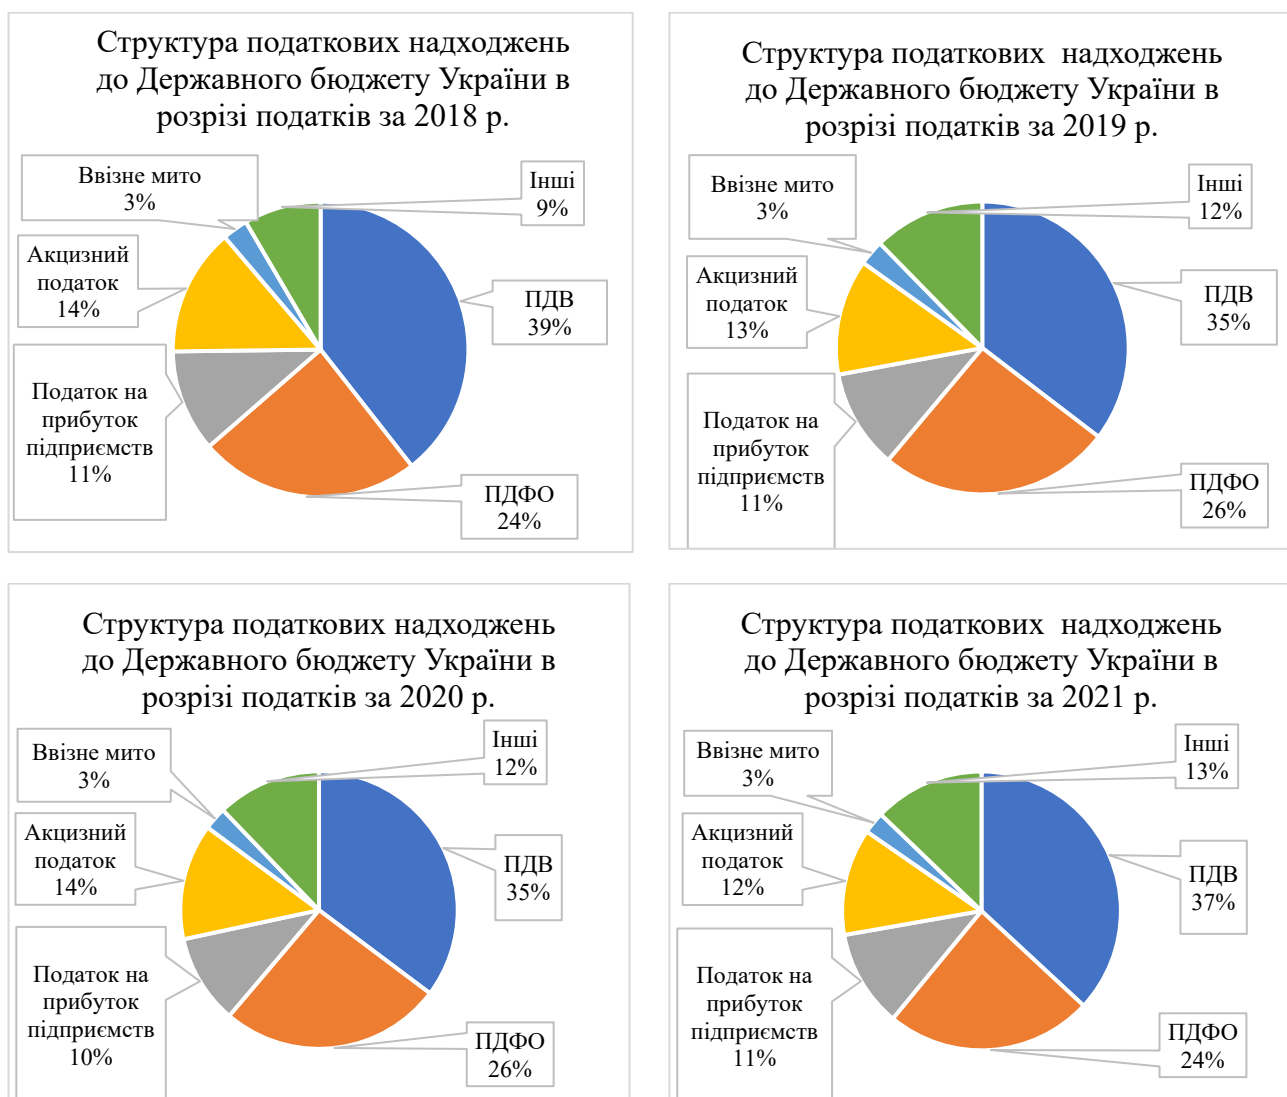 Структура податкових надходжень
до Державного бюджету України в
розрізі податків за 2018 р.
Ввізне мито
3%
Інші
9%
Акцизний
податок
14%
ПДВ
39%
Податок на
прибуток
підприємств
11%
ПДФО
24%
Структура податкових надходжень
до Державного бюджету України в
розрізі податків за 2019 р.
Ввізне мито
3%
Інші
12%
Акцизний
податок
13%
ПДВ
35%
Податок на
прибуток
підприємств
11%
ПДФО
26%
Структура податкових надходжень
до Державного бюджету України в
розрізі податків за 2020 р.
Ввізне мито
3%
Інші
12%
Акцизний
податок
14%
ПДВ
35%
Податок на
прибуток
підприємств
10%
ПДФО
26%
Структура податкових надходжень
до Державного бюджету України в
розрізі податків за 2021 р.
Ввізне мито
3%
Інші
13%
Акцизний
податок
12%
ПДВ
37%
Податок на
прибуток
підприємств
11%
ПДФО
24%